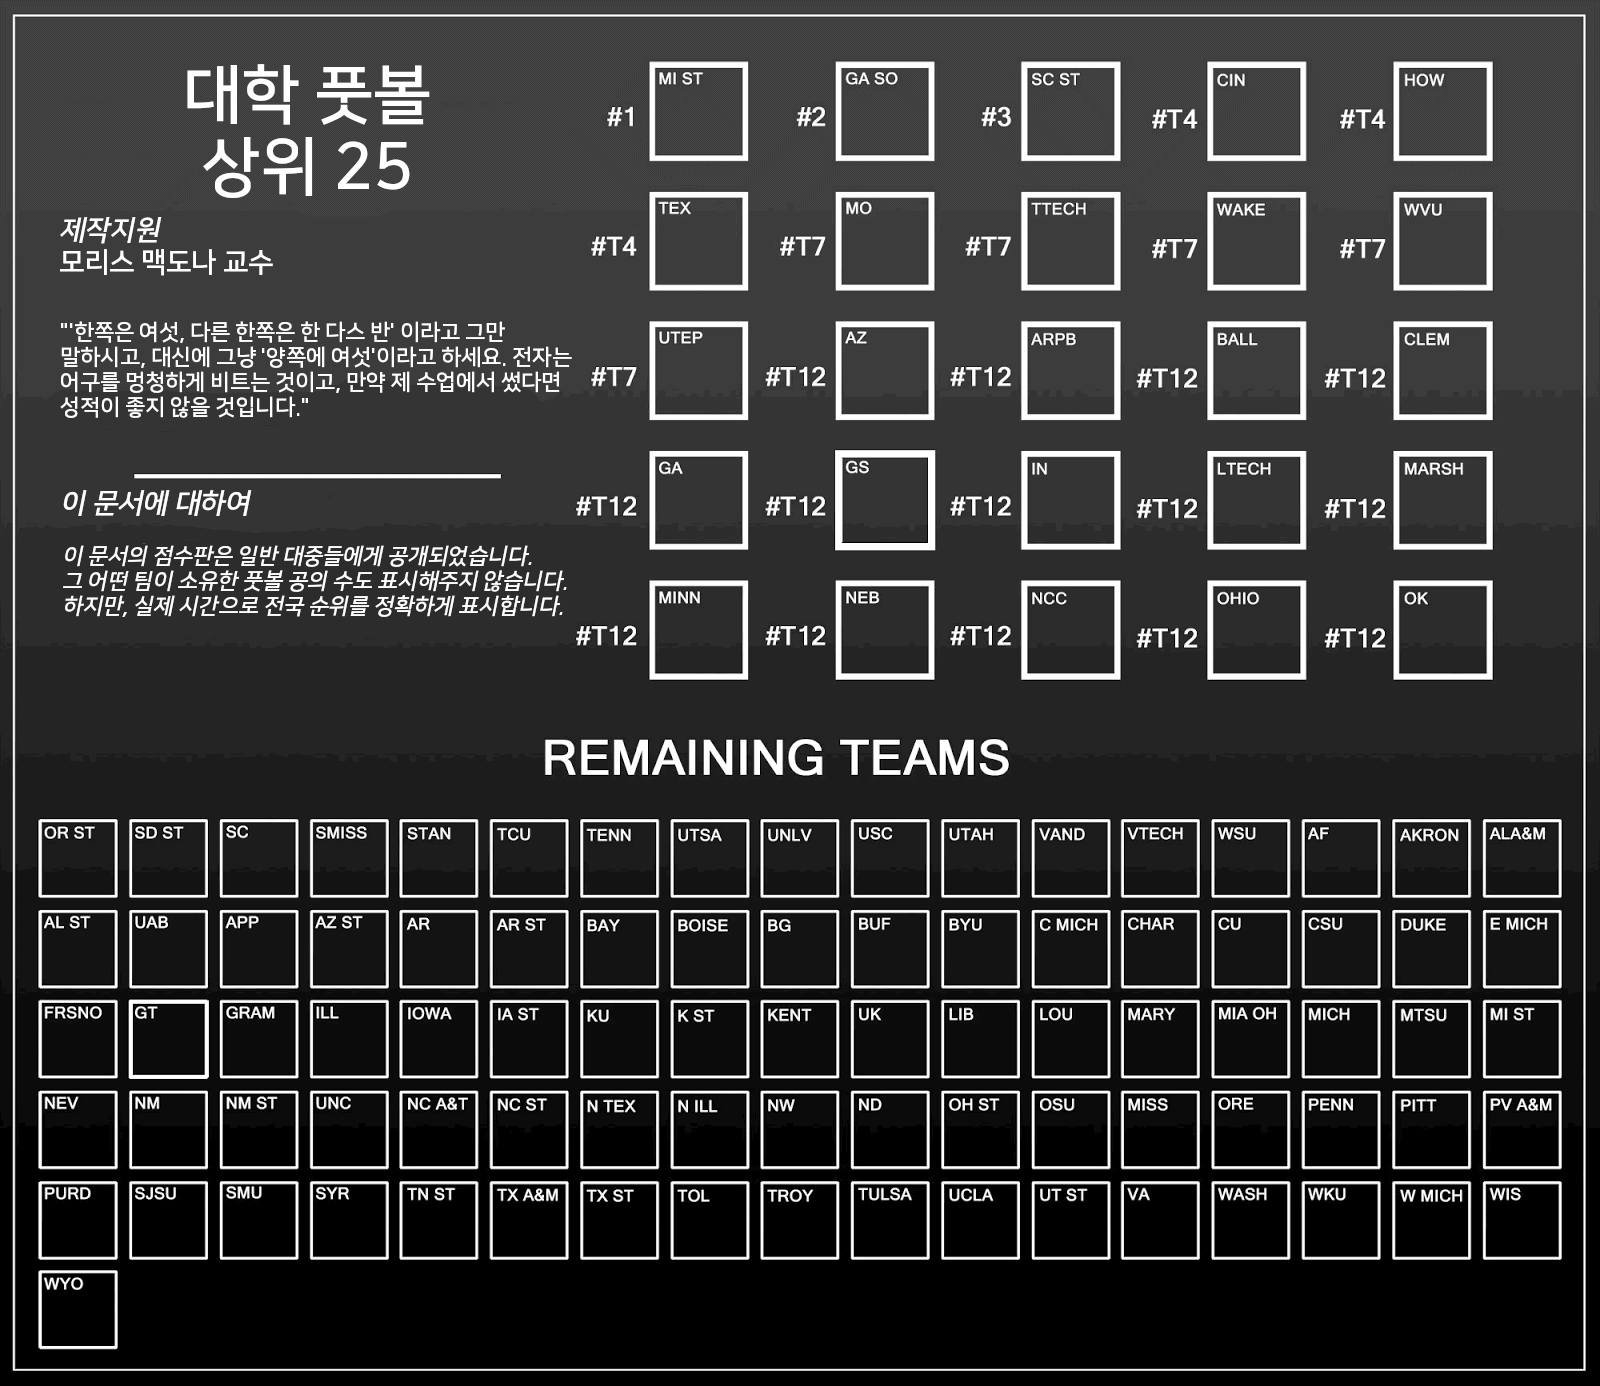 대학 풋볼
상위 25
제작지원
모리스 맥도나 교수
"'한쪽은 여섯, 다른 한쪽은 한 다스 반' 이라고 그만
말하시고, 대신에 그냥 '양쪽에 여섯'이라고 하세요. 전자는
어구를 멍청하게 비트는 것이고, 만약 제 수업에서 썼다면
성적이 좋지 않을 것입니다."
이 문서에 대하여
이 문서의 점수판은 일반 대중들에게 공개되었습니다.
그 어떤 팀이 소유한 풋볼 공의 수도 표시해주지 않습니다.
하지만, 실제 시간으로 전국 순위를 정확하게 표시합니다.
#1 MI ST #2 GA SO #3 SC ST #T4 CIN #T4 HOW
#T4 TEX #T7 MO #T7 TTECH #T7 WAKE #T7 WVU
#T7 UTEP #T12 AZ #T12 ARPB #T12 BALL #T12 CLEM
#T12 GA #T12 GS #T12 IN #T12 LTECH #T12 MARSH
#T12 MINN #T12 NEB #T12 NCC #T12 OHIO #T12 OK
REMAINING TEAMS
OR ST SD ST SC SMISS STAN TCU TENN UTSA UNLV USC UTAH VAND VTECH WSU AF AKRON ALA&M
AL ST UAB APP AZ ST AR AR ST BAY BOISE BG BUF BYU C MICH CHAR CU CSU DUKE E MICH
FRSNO GT GRAM ILL IOWA IA ST KU K ST KENT UK LIB LOU MARY MIA OH MICH MTSU MI ST
NEV NM NM ST UNC NC A&T NC ST N TEX N ILL NW ND OH ST OSU MISS ORE PENN PITT PV A&M
PURD SJSU SMU SYR TN ST TX A&M TX ST TOL TROY TULSA UCLA UT ST VA WASH WKU W MICH WIS
WYO